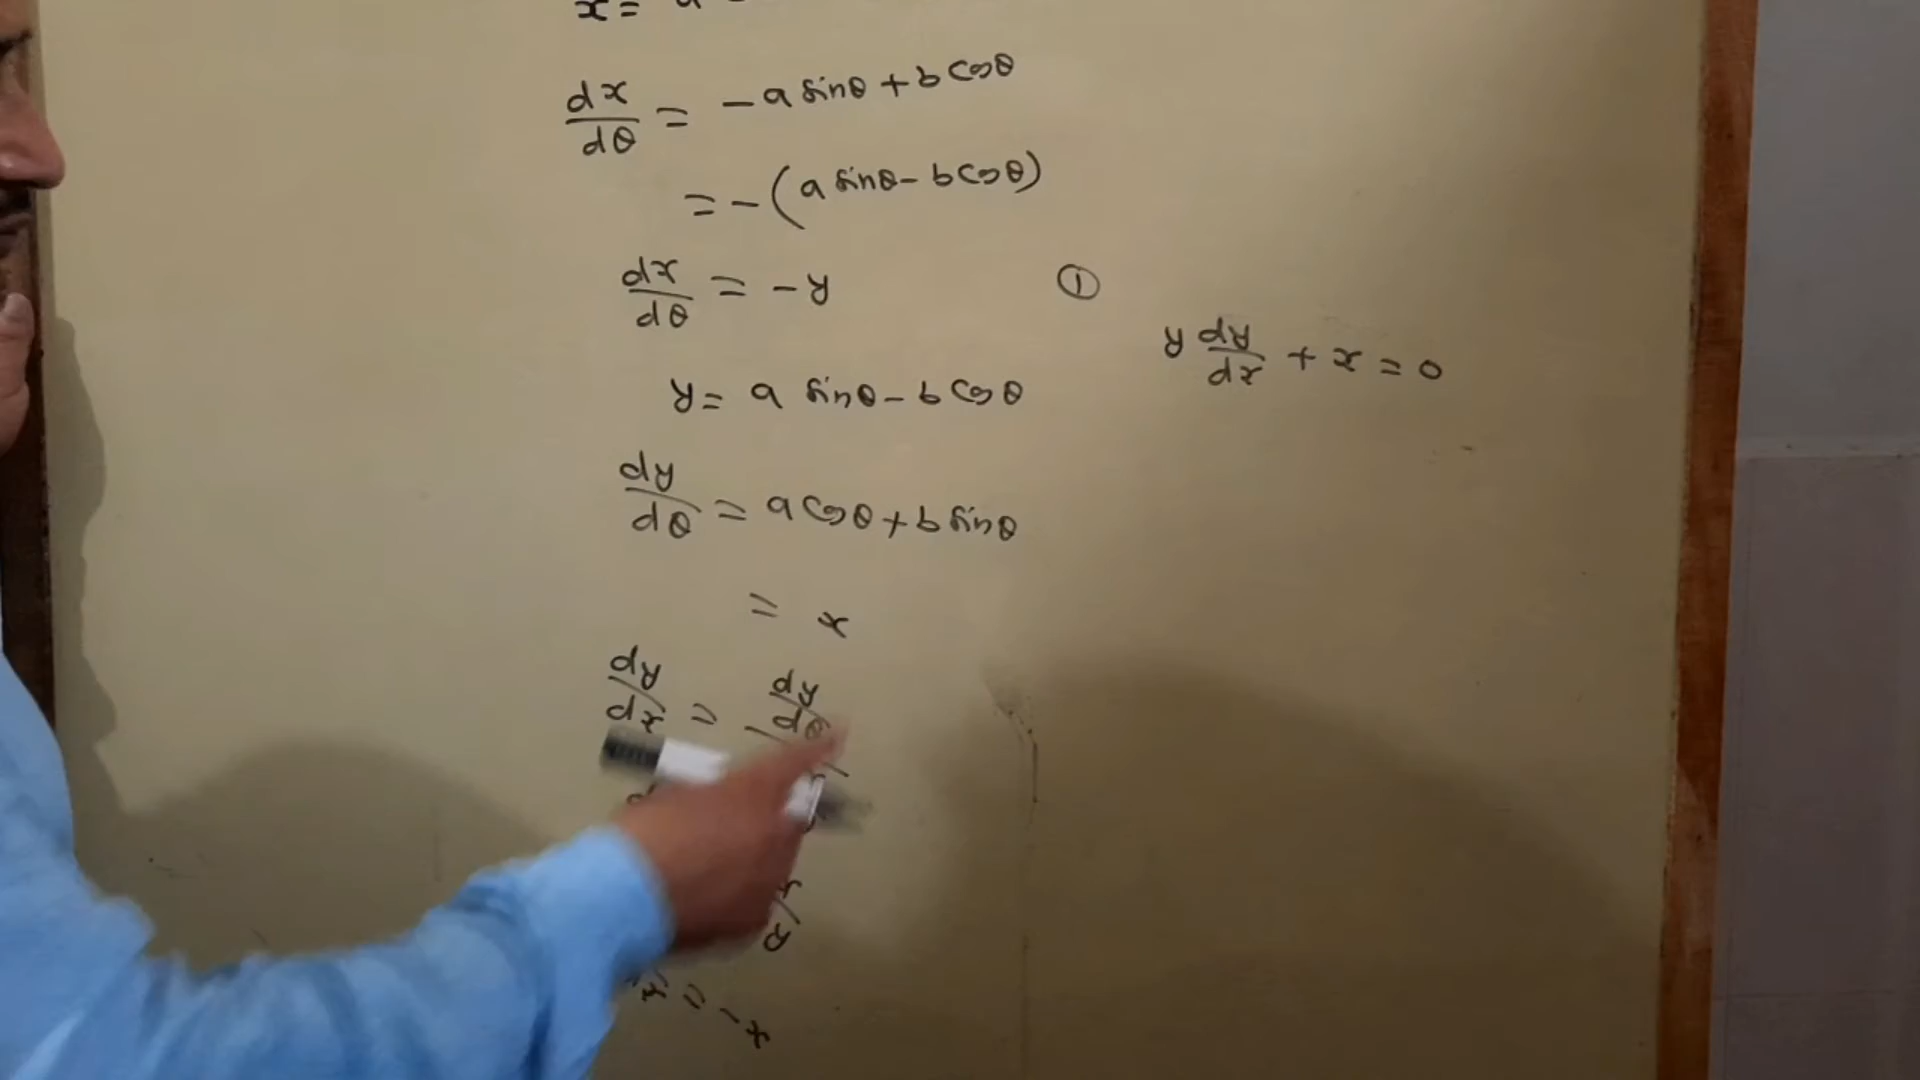 x = a
dx/dθ = -a sinθ + b cosθ
= -(a sinθ - b cosθ)
dx/dθ = -y ①
y dy/dx + x = 0
y = a sinθ - b cosθ
dy/dθ = a cosθ + b sinθ
= x
dy/dx = dy/dθ
x/y
= -x